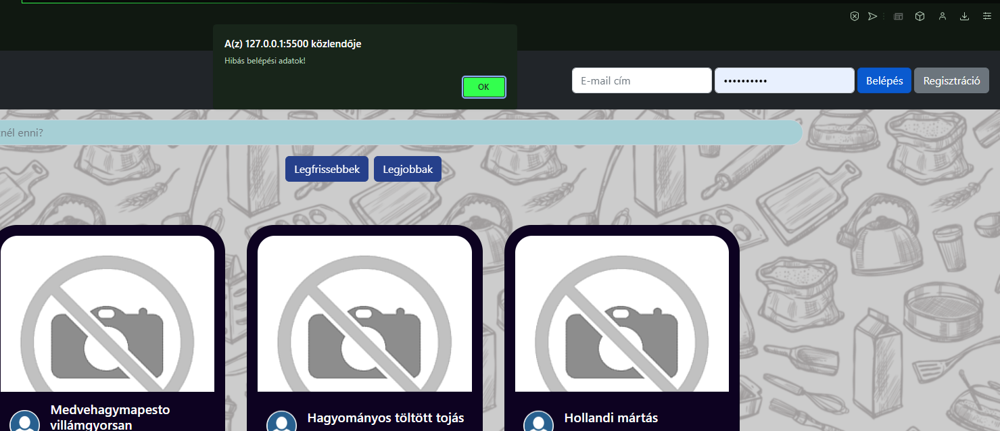 A(z) 127.0.0.1:5500 közlendője
Hibás belépési adatok!
OK
E-mail cím
••••••••••
Belépés
Regisztráció
nél enni?
Legfrissebbek
Legjobbak
Medvehagymapesto
villámgyorsan
Hagyományos töltött tojás
Hollandi mártás